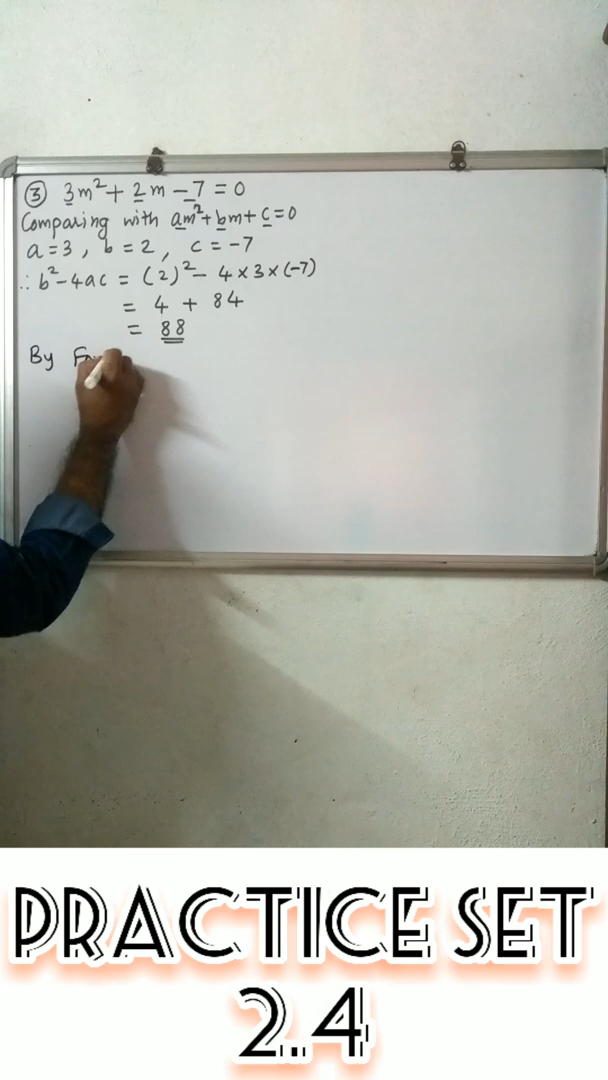 ③ 3m² + 2m - 7 = 0
Comparing with am² + bm + c = 0
a = 3, b = 2, c = -7
∴ b² - 4ac = (2)² - 4 × 3 × (-7)
= 4 + 84
= 88
By
PRACTICE SET
2.4